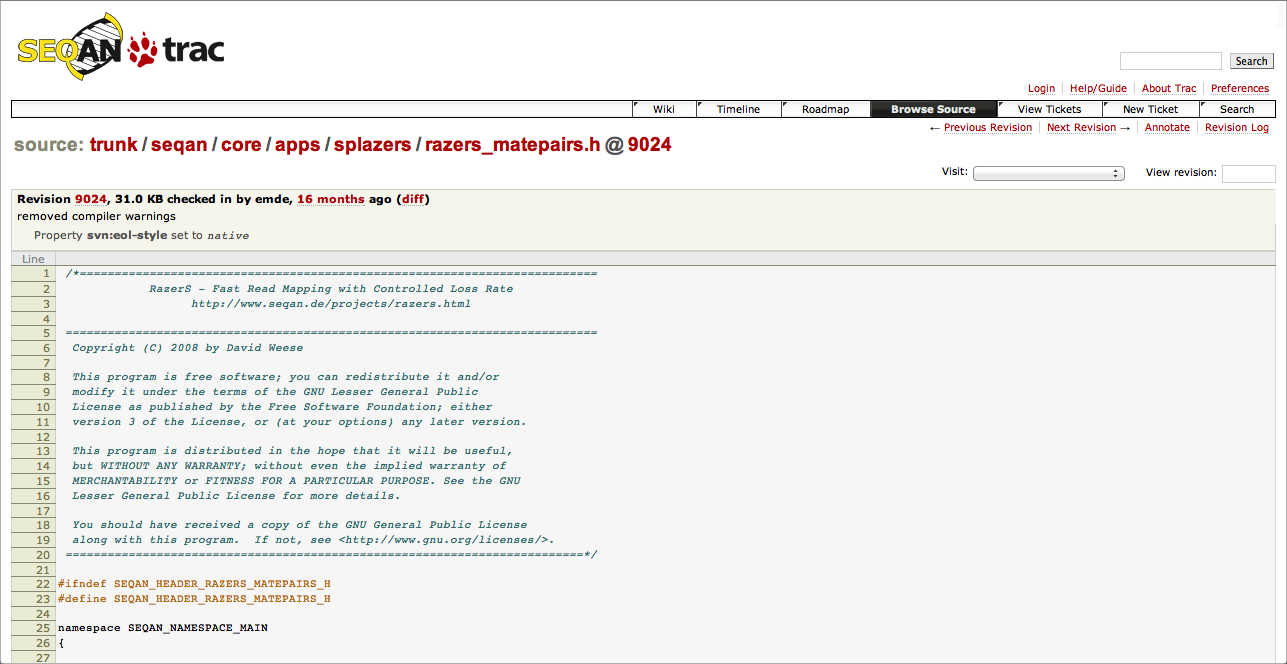 SEQAN trac
Search
Login Help/Guide About Trac Preferences
Wiki Timeline Roadmap Browse Source View Tickets New Ticket Search
← Previous Revision Next Revision → Annotate Revision Log
source: trunk / seqan / core / apps / splazers / razers_matepairs.h @ 9024
Visit: View revision:
Revision 9024, 31.0 KB checked in by emde, 16 months ago (diff)
removed compiler warnings
Property svn:eol-style set to native
Line
1 /*==========================================================================
2 RazerS - Fast Read Mapping with Controlled Loss Rate
3 http://www.seqan.de/projects/razers.html
4
5 ============================================================================
6 Copyright (C) 2008 by David Weese
7
8 This program is free software; you can redistribute it and/or
9 modify it under the terms of the GNU Lesser General Public
10 License as published by the Free Software Foundation; either
11 version 3 of the License, or (at your options) any later version.
12
13 This program is distributed in the hope that it will be useful,
14 but WITHOUT ANY WARRANTY; without even the implied warranty of
15 MERCHANTABILITY or FITNESS FOR A PARTICULAR PURPOSE. See the GNU
16 Lesser General Public License for more details.
17
18 You should have received a copy of the GNU General Public License
19 along with this program. If not, see <http://www.gnu.org/licenses/>.
20 ==========================================================================*/
21
22 #ifndef SEQAN_HEADER_RAZERS_MATEPAIRS_H
23 #define SEQAN_HEADER_RAZERS_MATEPAIRS_H
24
25 namespace SEQAN_NAMESPACE_MAIN
26 {
27